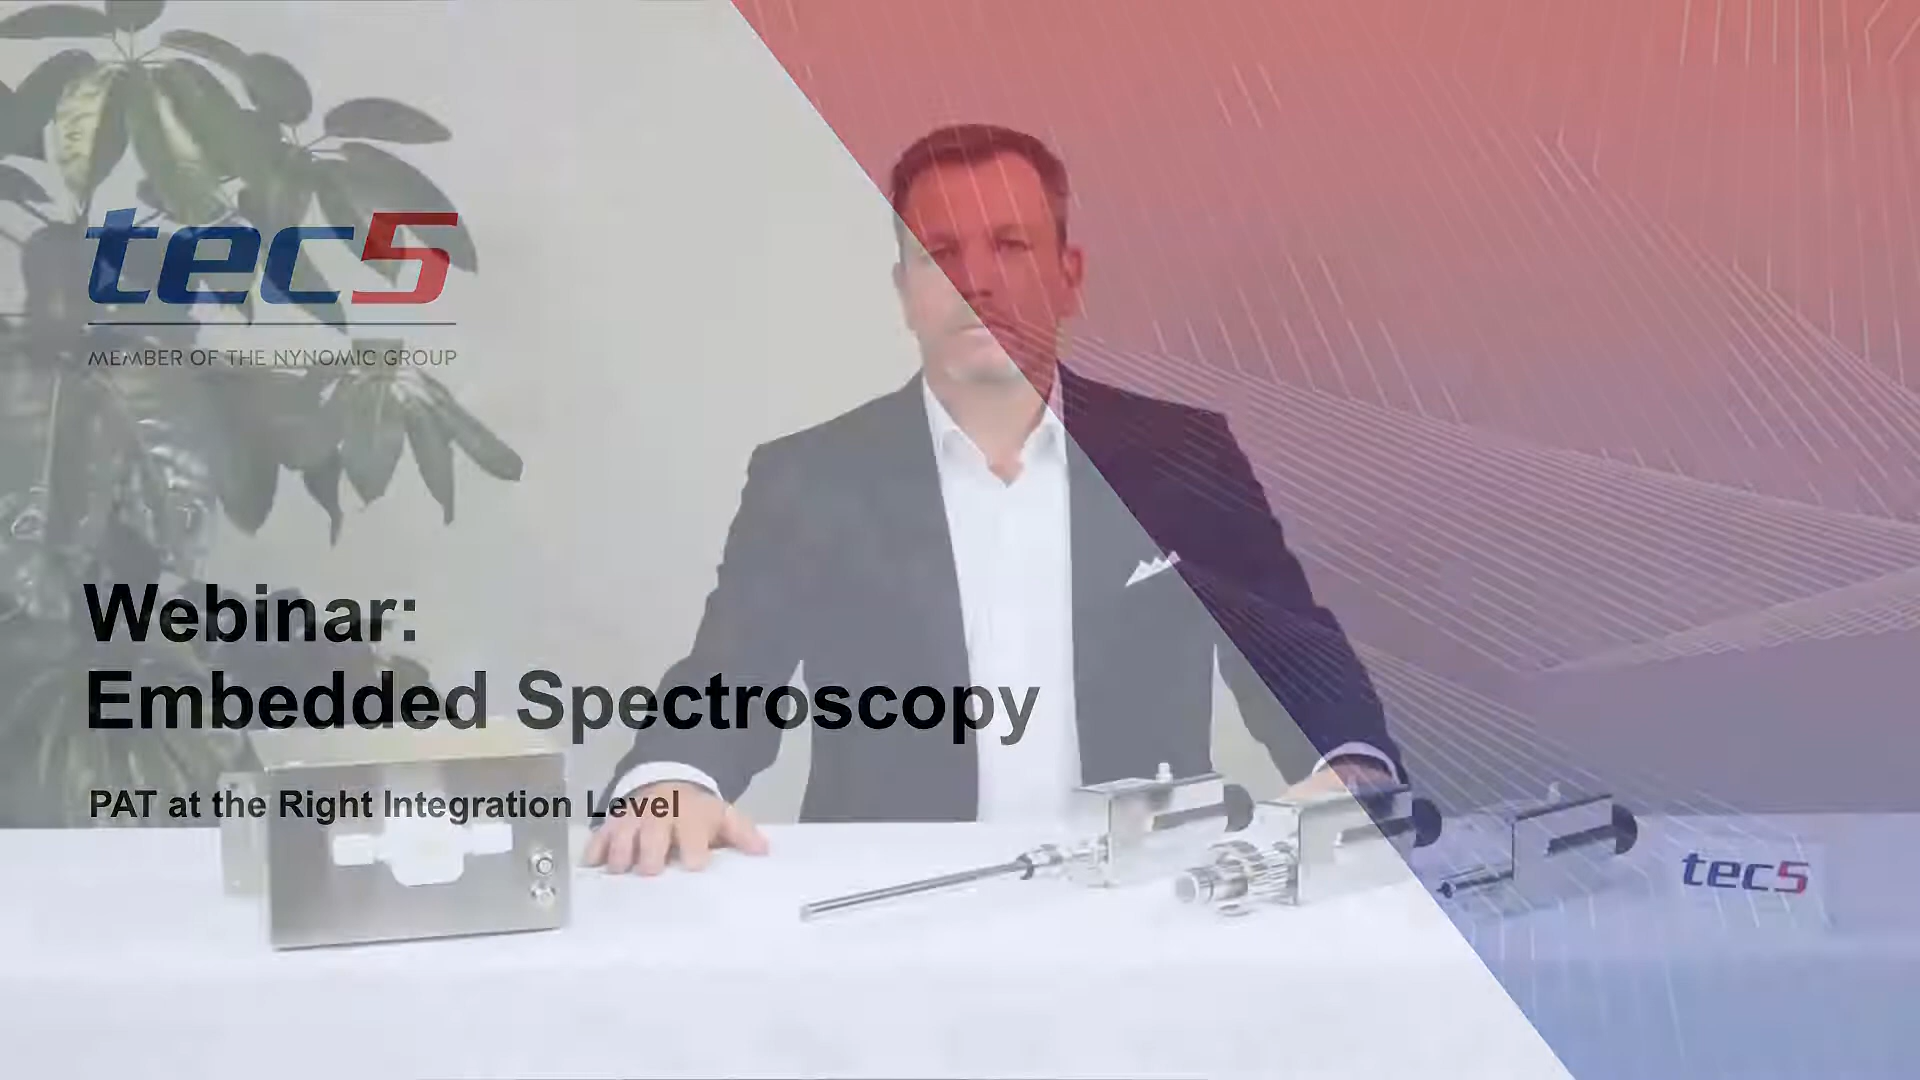 tec5
MEMBER OF THE NYNOMIC GROUP
Webinar:
Embedded Spectroscopy
PAT at the Right Integration Level
tec5